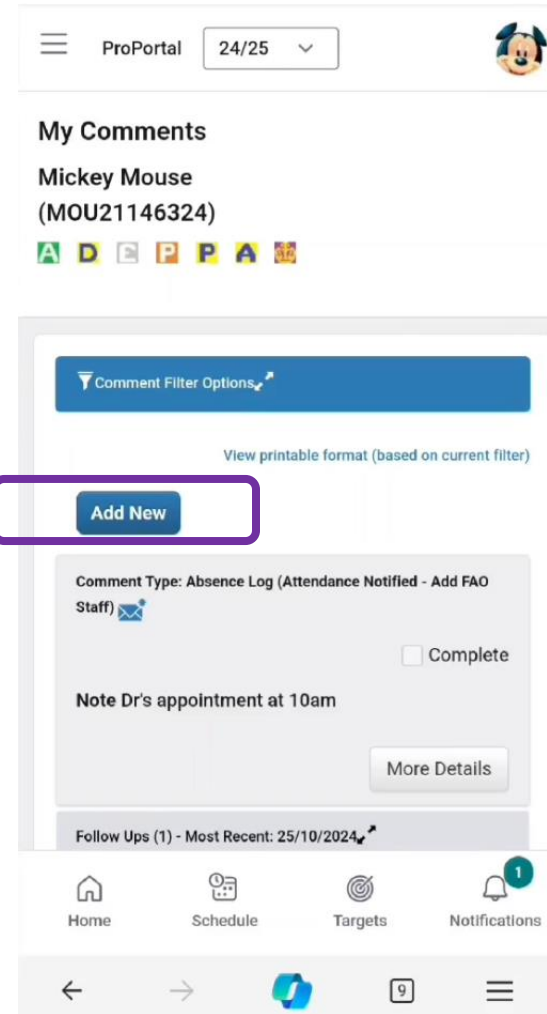 ProPortal 24/25
My Comments
Mickey Mouse
(MOU21146324)
A D E P P A
Comment Filter Options
View printable format (based on current filter)
Add New
Comment Type: Absence Log (Attendance Notified - Add FAO
Staff)
Complete
Note Dr's appointment at 10am
More Details
Follow Ups (1) - Most Recent: 25/10/2024
1
Home Schedule Targets Notifications
9